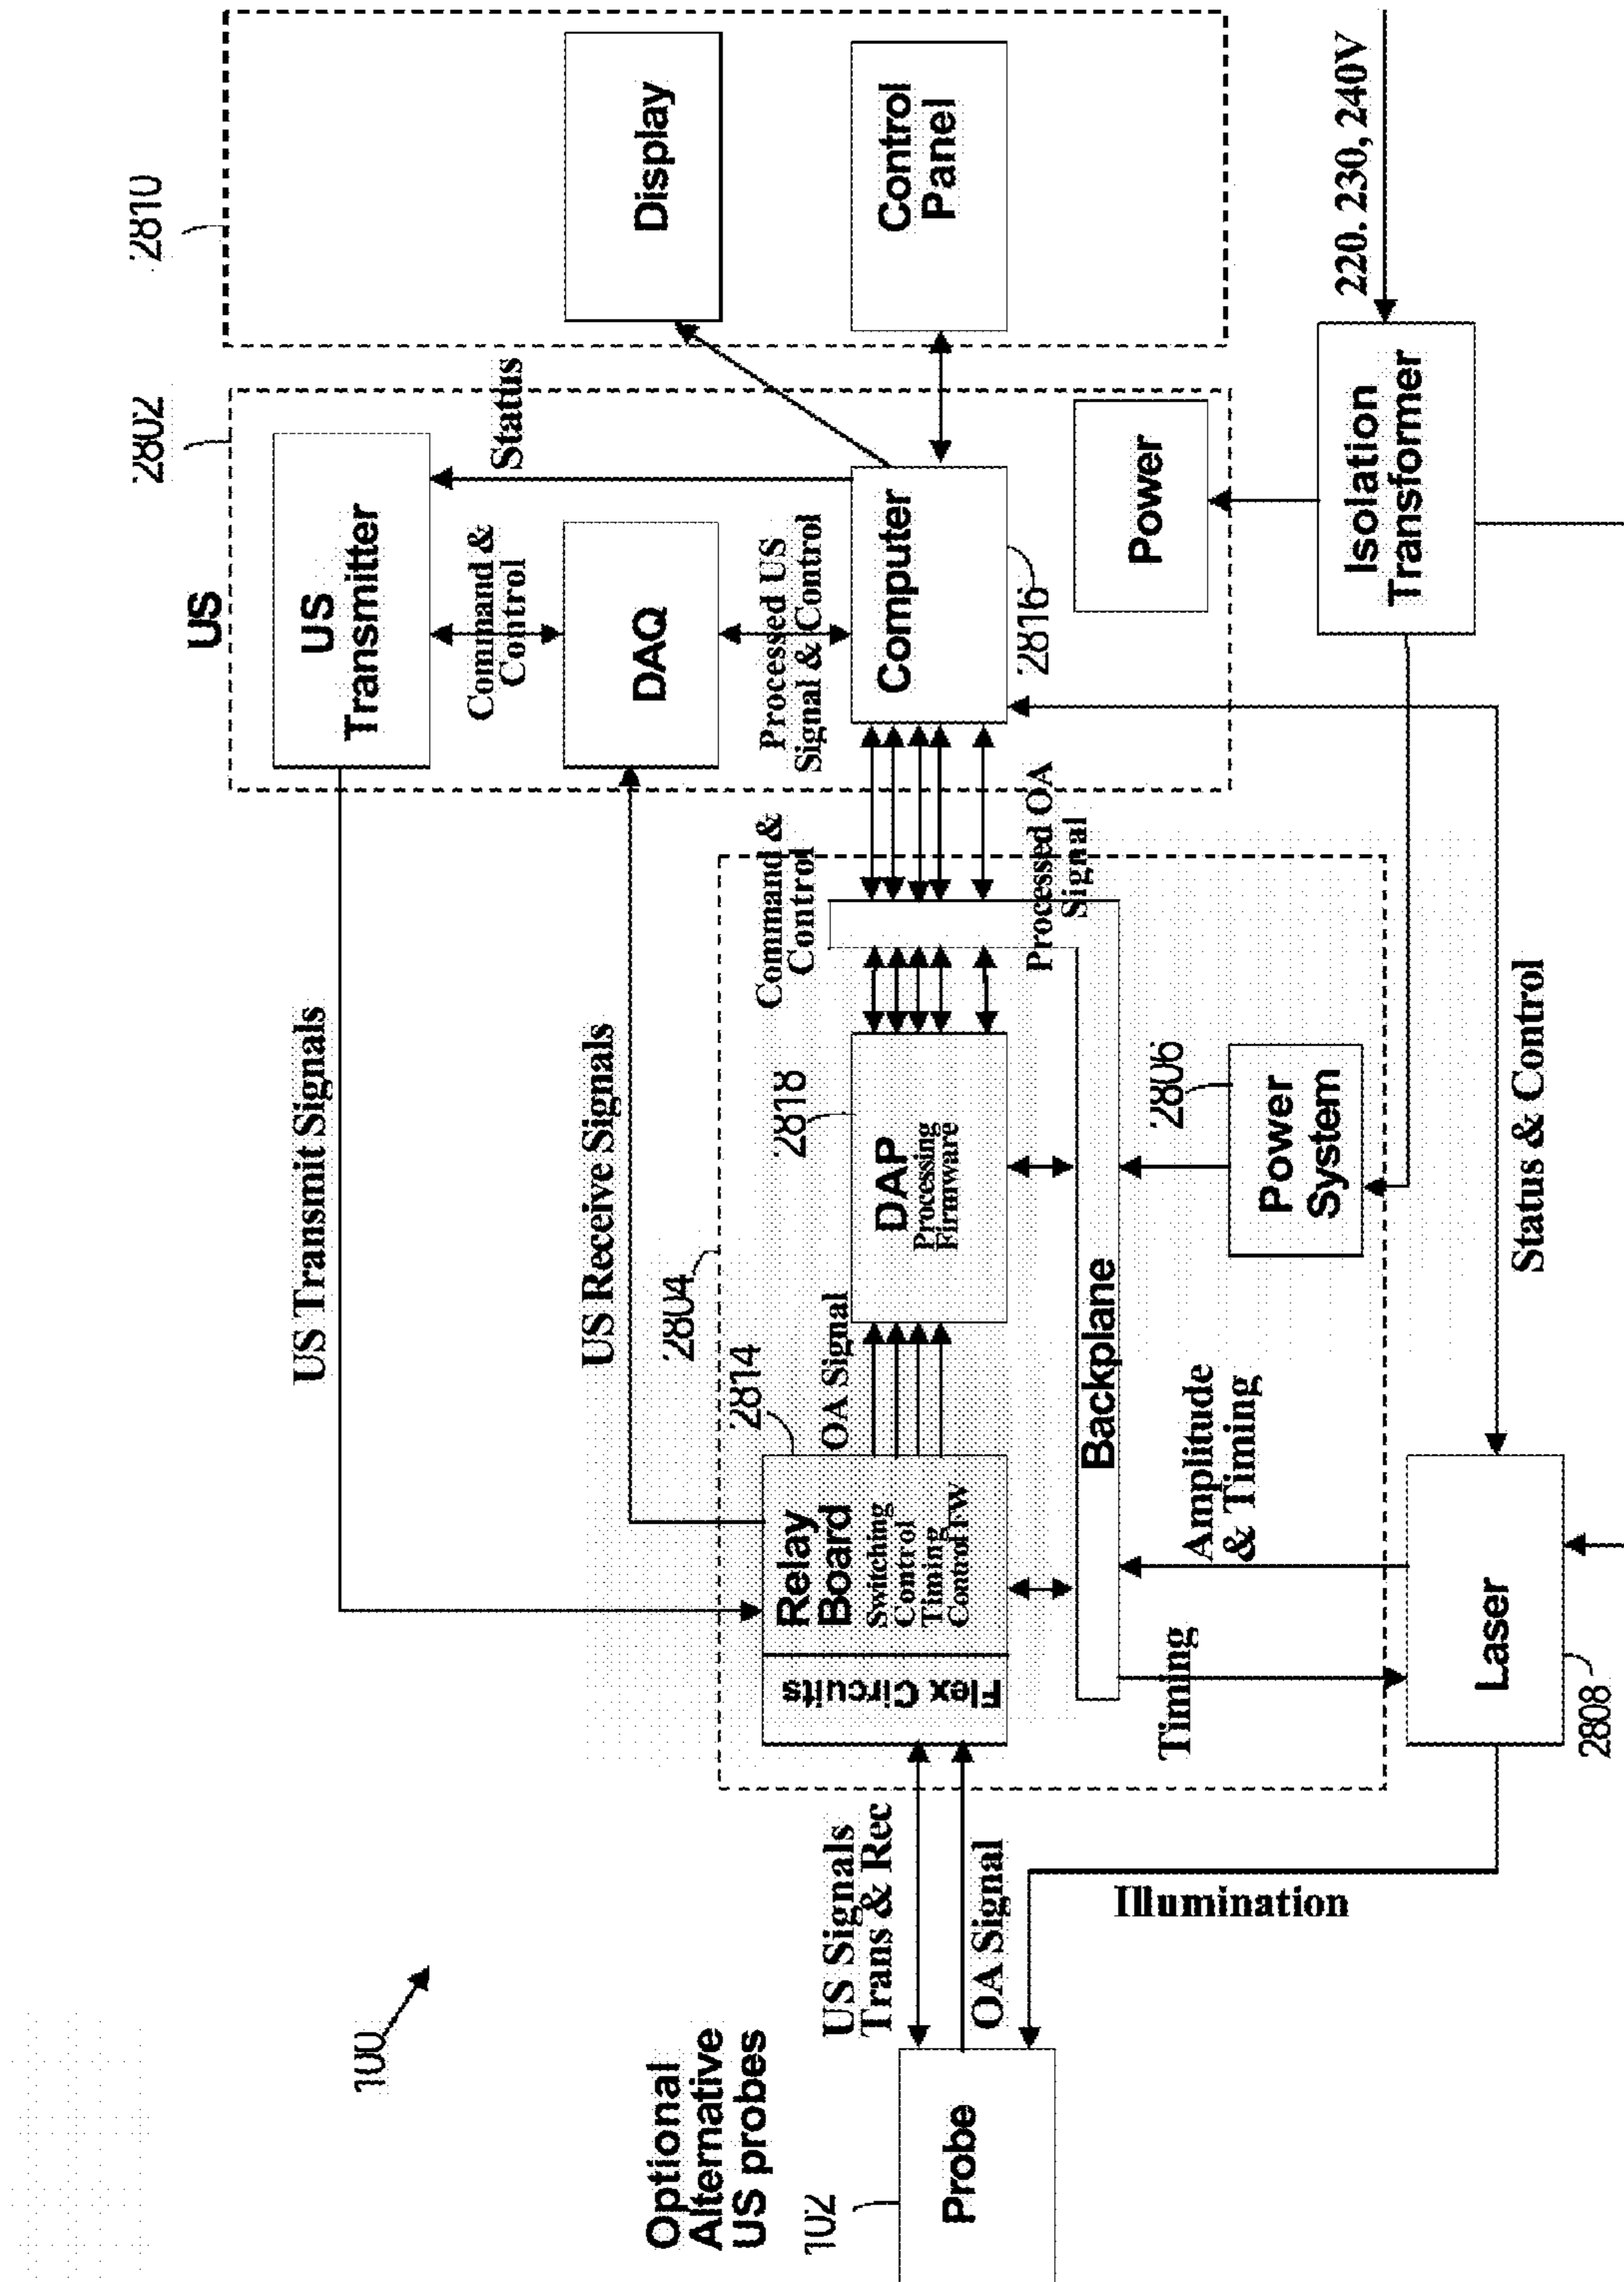 100
Optional
Alternative
US probes
102
Probe
US Signals
Trans & Rec
OA Signal
Illumination
US Transmit Signals
US Receive Signals
2804
2814
Flex Circuits
Relay
Board
Switching
Control
Timing
Control FW
OA Signal
2818
DAP
Processing
Firmware
Command &
Control
Processed OA
Signal
Backplane
2806
Power
System
Timing
Amplitude
& Timing
Laser
2808
Status & Control
US
2802
US
Transmitter
Command &
Control
Status
DAQ
Processed US
Signal & Control
Computer
2816
Power
2810
Display
Control
Panel
Isolation
Transfomer
220. 230, 240V